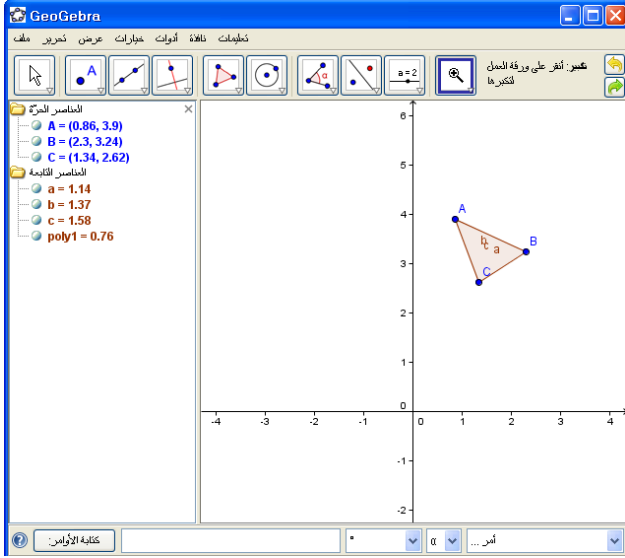 GeoGebra
تعليمات نافذة أدوات خيارات عرض تحرير ملف
A α a = 2 تكبير: أنقر على ورقة العمل
لتكبرها
العناصر الحرّة
A = (0.86, 3.9)
B = (2.3, 3.24)
C = (1.34, 2.62)
العناصر التابعة
a = 1.14
b = 1.37
c = 1.58
poly1 = 0.76
6
5
4
A
B
b c a
3
C
2
1
0
-4 -3 -2 -1 0 1 2 3 4
-1
-2
كتابة الأوامر: ° α أمر ...